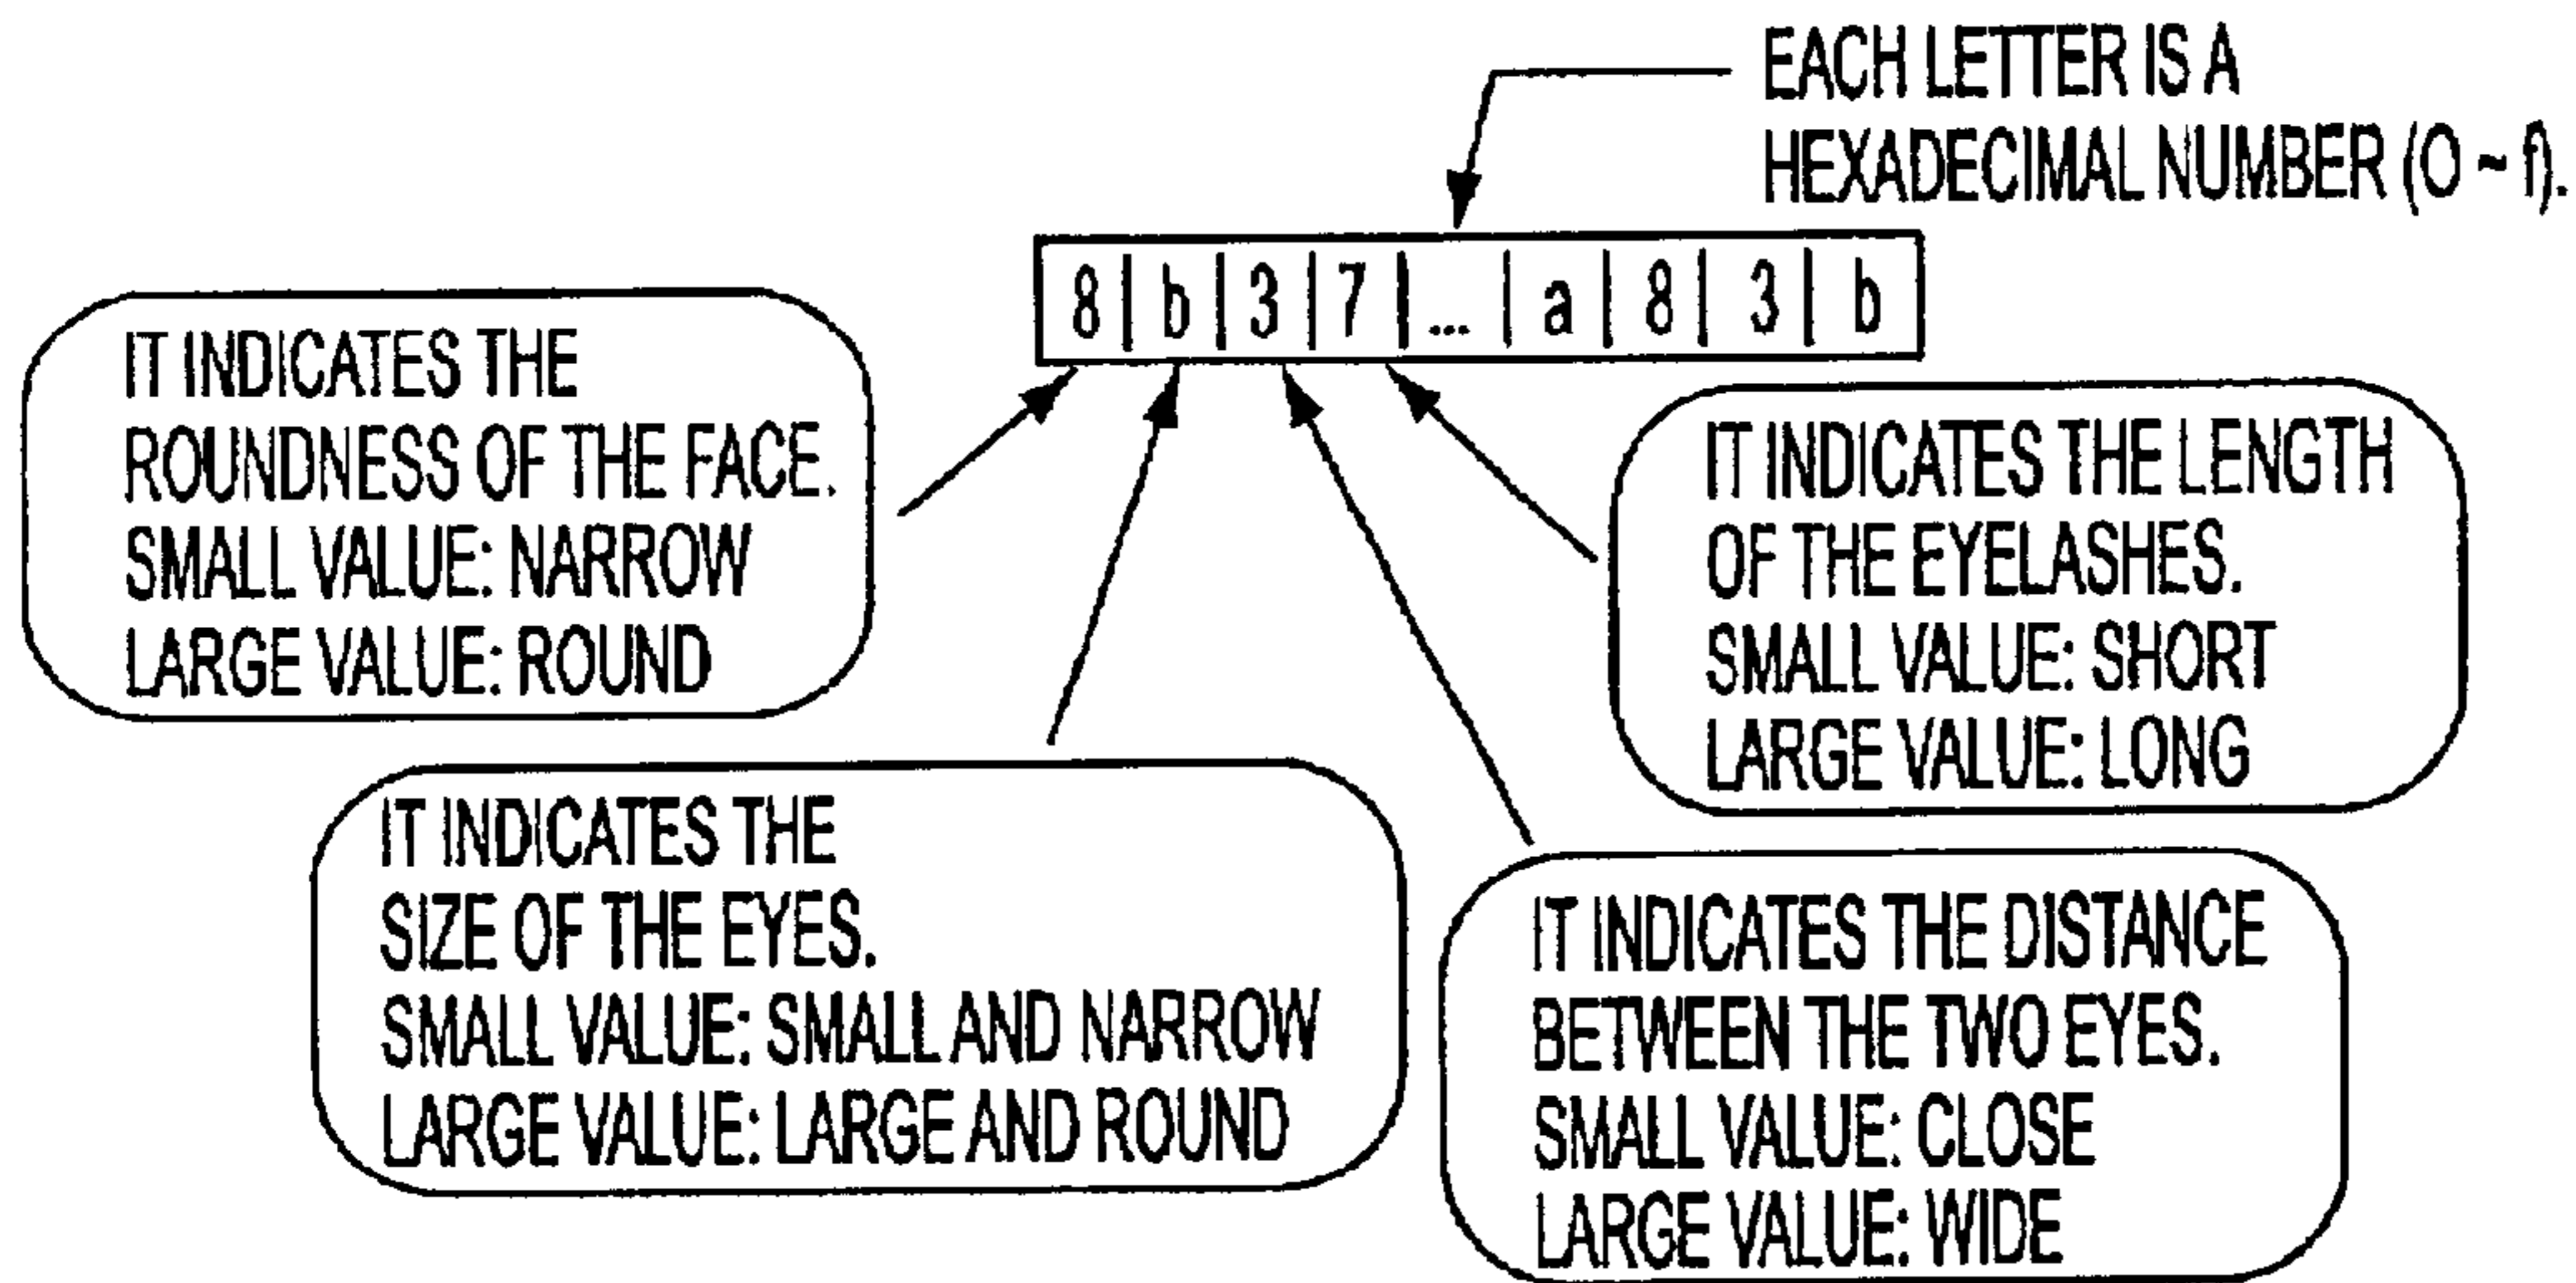 EACH LETTER IS A
HEXADECIMAL NUMBER (O ~ f).
8 | b | 3 | 7 | ... | a | 8 | 3 | b
IT INDICATES THE
ROUNDNESS OF THE FACE.
SMALL VALUE: NARROW
LARGE VALUE: ROUND
IT INDICATES THE LENGTH
OF THE EYELASHES.
SMALL VALUE: SHORT
LARGE VALUE: LONG
IT INDICATES THE
SIZE OF THE EYES.
SMALL VALUE: SMALL AND NARROW
LARGE VALUE: LARGE AND ROUND
IT INDICATES THE DISTANCE
BETWEEN THE TWO EYES.
SMALL VALUE: CLOSE
LARGE VALUE: WIDE